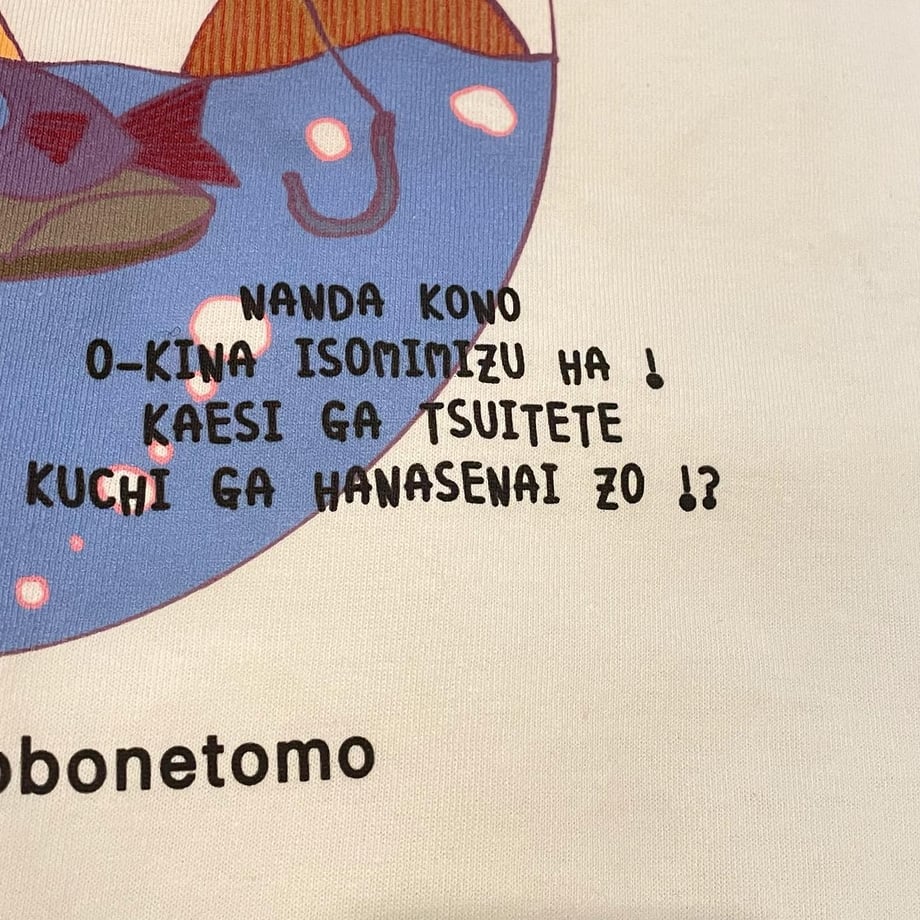 NANDA KONO
O-KINA ISOMIMIZU HA !
KAESI GA TSUITETE
KUCHI GA HANASENAI ZO !?
obonetomo